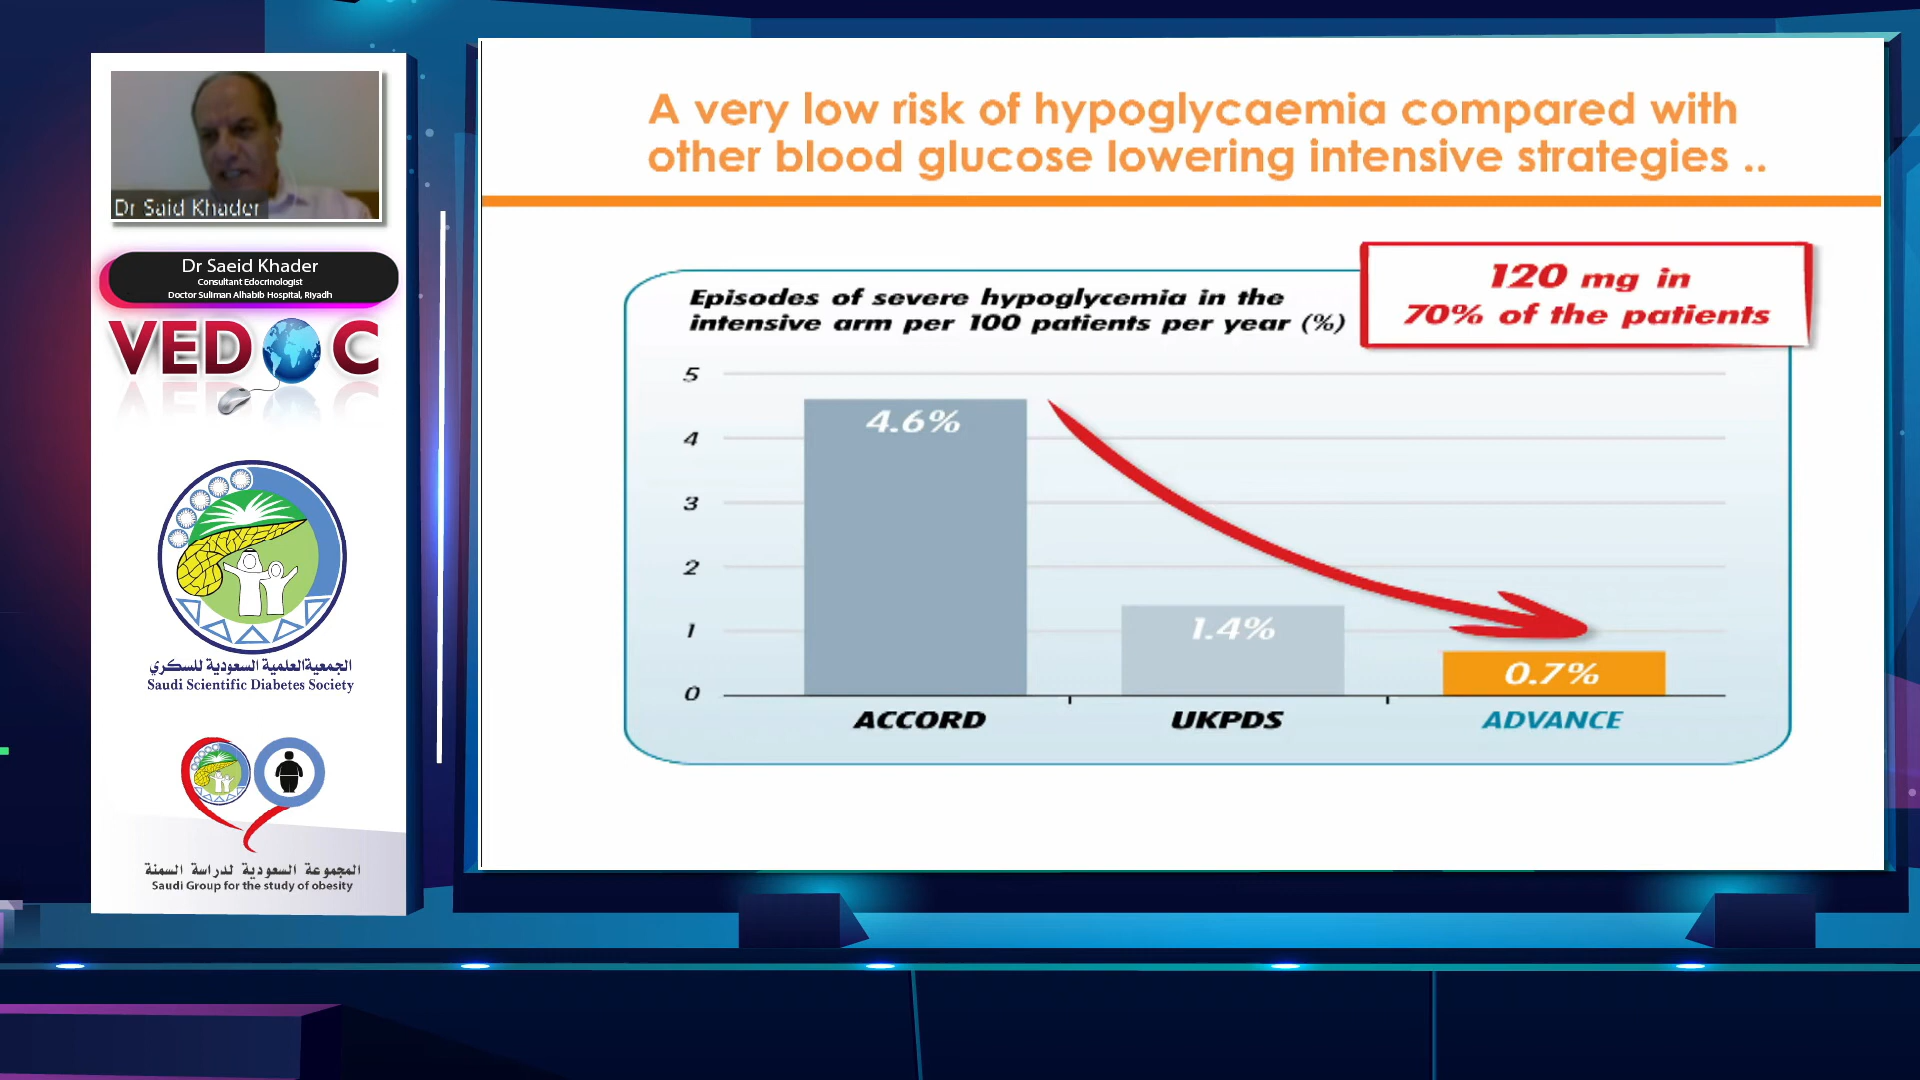 Dr Said Khader
Dr Saeid Khader
Consultant Edocrinologist
Doctor Suliman Alhabib Hospital, Riyadh
VEDOC
الجمعية العلمية السعودية للسكري
Saudi Scientific Diabetes Society
المجموعة السعودية لدراسة السمنة
Saudi Group for the study of obesity
A very low risk of hypoglycaemia compared with
other blood glucose lowering intensive strategies ..
120 mg in
70% of the patients
Episodes of severe hypoglycemia in the
intensive arm per 100 patients per year (%)
5
4
3
2
1
0
4.6%
1.4%
0.7%
ACCORD
UKPDS
ADVANCE